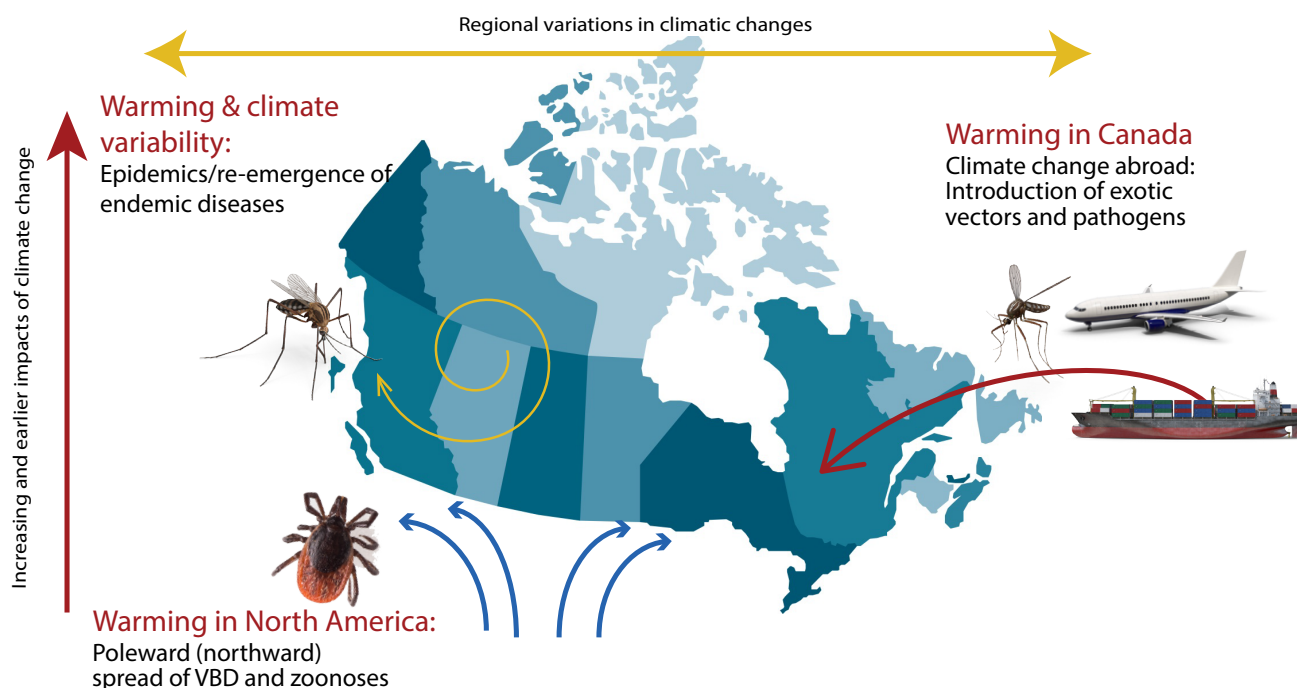 Regional variations in climatic changes
Increasing and earlier impacts of climate change
Warming & climate
variability:
Epidemics/re-emergence of
endemic diseases
Warming in Canada
Climate change abroad:
Introduction of exotic
vectors and pathogens
Warming in North America:
Poleward (northward)
spread of VBD and zoonoses